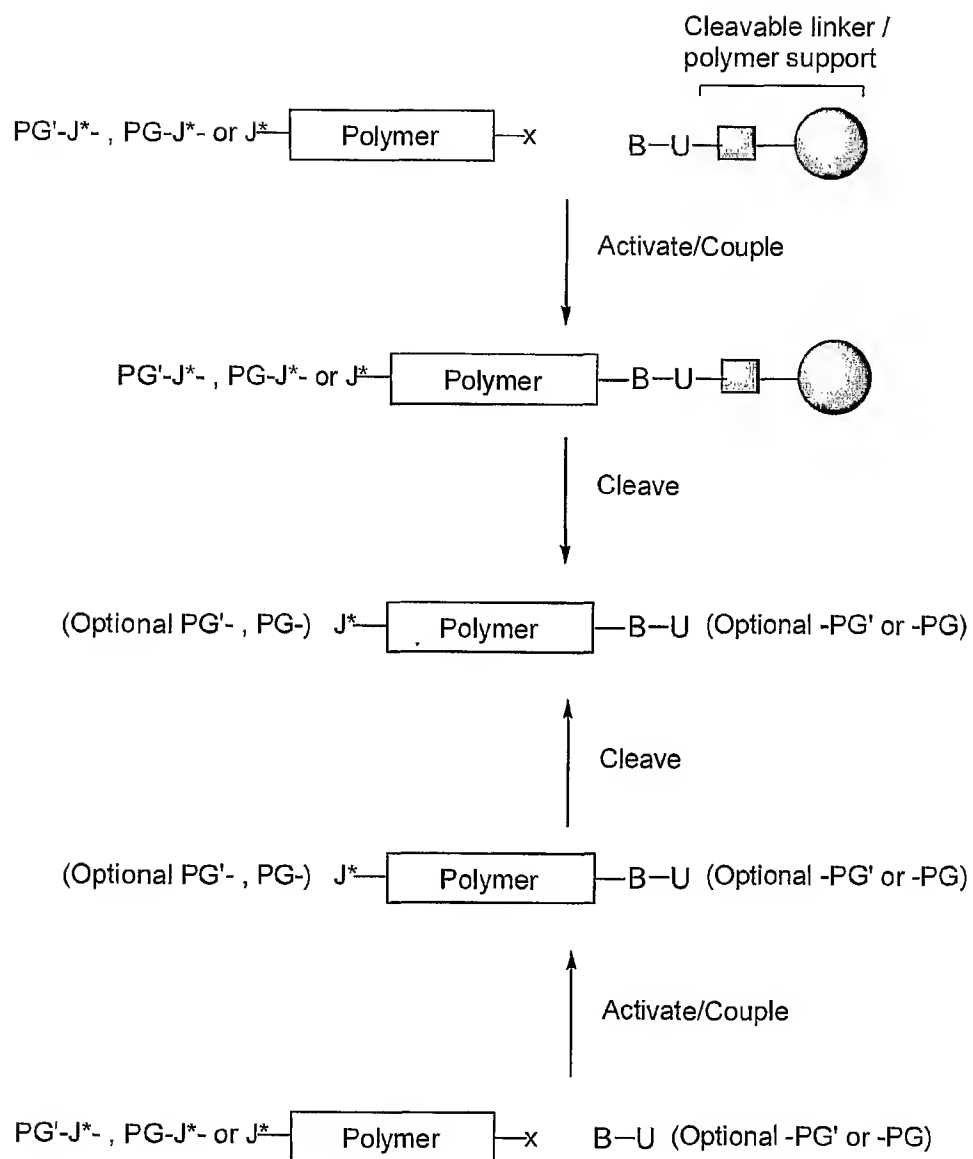 Cleavable linker /
polymer support
PG'-J*- , PG-J*- or J* Polymer x B-U
Activate/Couple
PG'-J*- , PG-J*- or J* Polymer B-U
Cleave
(Optional PG'- , PG-) J* Polymer B-U (Optional -PG' or -PG)
Cleave
(Optional PG'- , PG-) J* Polymer B-U (Optional -PG' or -PG)
Activate/Couple
PG'-J*- , PG-J*- or J* Polymer x B-U (Optional -PG' or -PG)